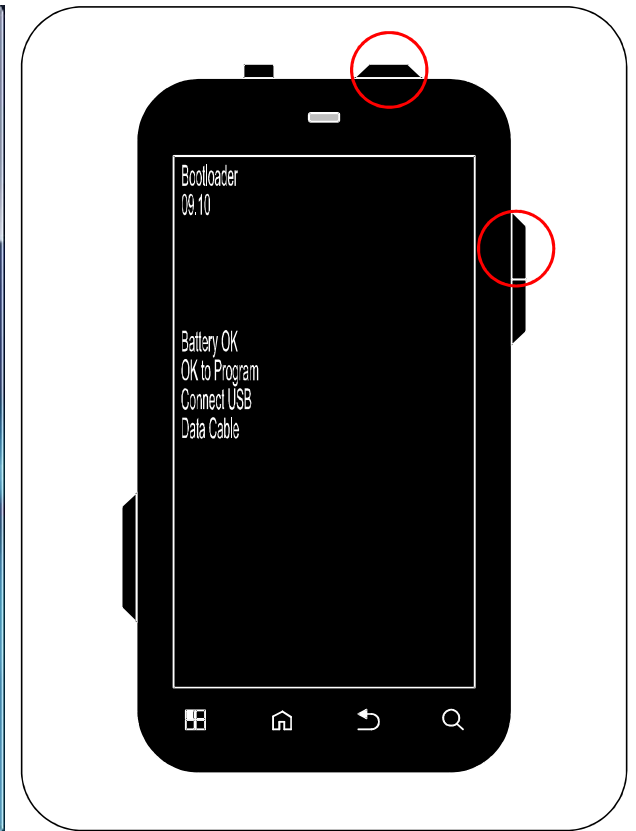 Bootloader
09.10
Battery OK
OK to Program
Connect USB
Data Cable